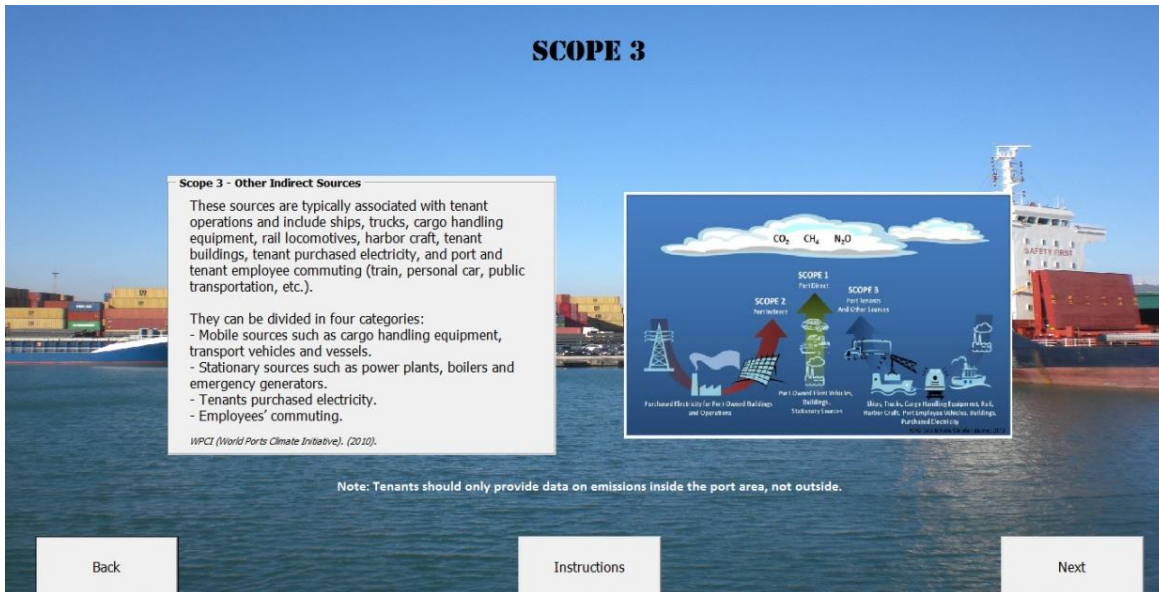 SCOPE 3
Scope 3 - Other Indirect Sources
These sources are typically associated with tenant
operations and include ships, trucks, cargo handling
equipment, rail locomotives, harbor craft, tenant
buildings, tenant purchased electricity, and port and
tenant employee commuting (train, personal car, public
transportation, etc.).
They can be divided in four categories:
- Mobile sources such as cargo handling equipment,
transport vehicles and vessels.
- Stationary sources such as power plants, boilers and
emergency generators.
- Tenants purchased electricity.
- Employees' commuting.
WPCI (World Ports Climate Initiative). (2010).
CO₂ CH₄ N₂O
SCOPE 1
Port Direct
SCOPE 2
Port Indirect
SCOPE 3
Port Tenants
And Other Sources
Purchased Electricity for Port Owned Buildings
and Operations
Port Owned Fleet Vehicles,
Buildings,
Stationary Sources
Ships, Trucks, Cargo Handling Equipment, Rail,
Harbor Craft, Port Employee Vehicles, Buildings,
Purchased Electricity
SAFETY FIRST
Note: Tenants should only provide data on emissions inside the port area, not outside.
Back
Instructions
Next